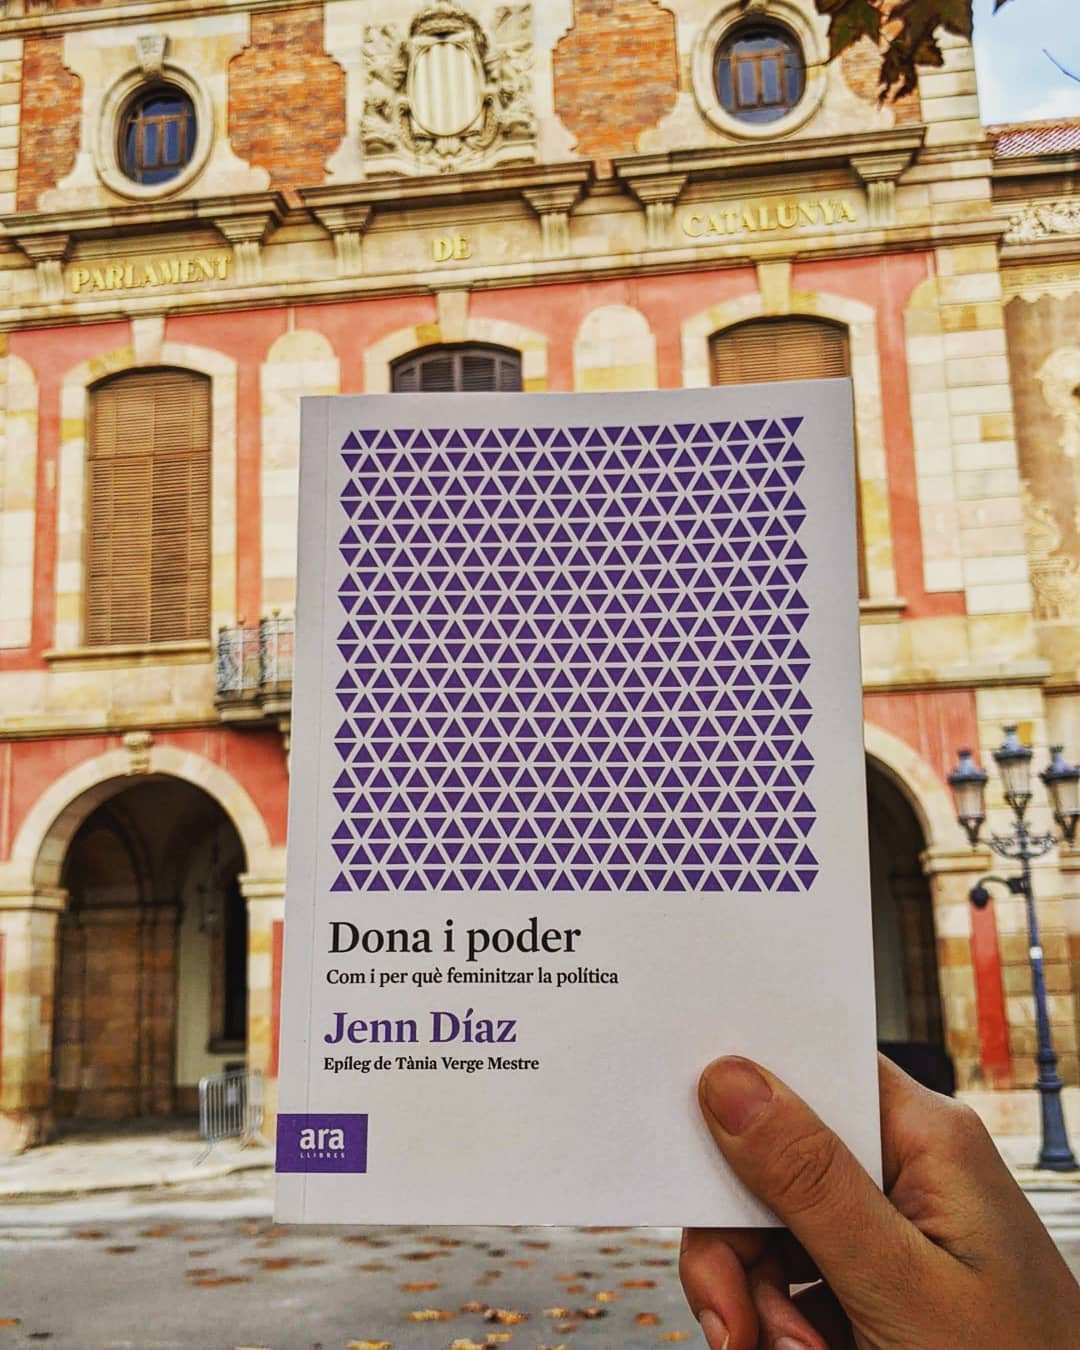 PARLAMENT DE CATALUNYA
Dona i poder
Com i per què feminitzar la política
Jenn Díaz
Epíleg de Tània Verge Mestre
ara
LLIBRES